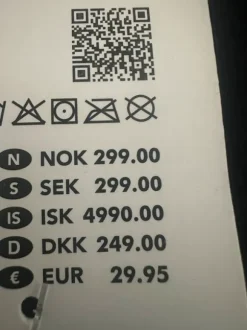 N NOK 299.00
S SEK 299.00
IS ISK 4990.00
D DKK 249.00
€ EUR 29.95